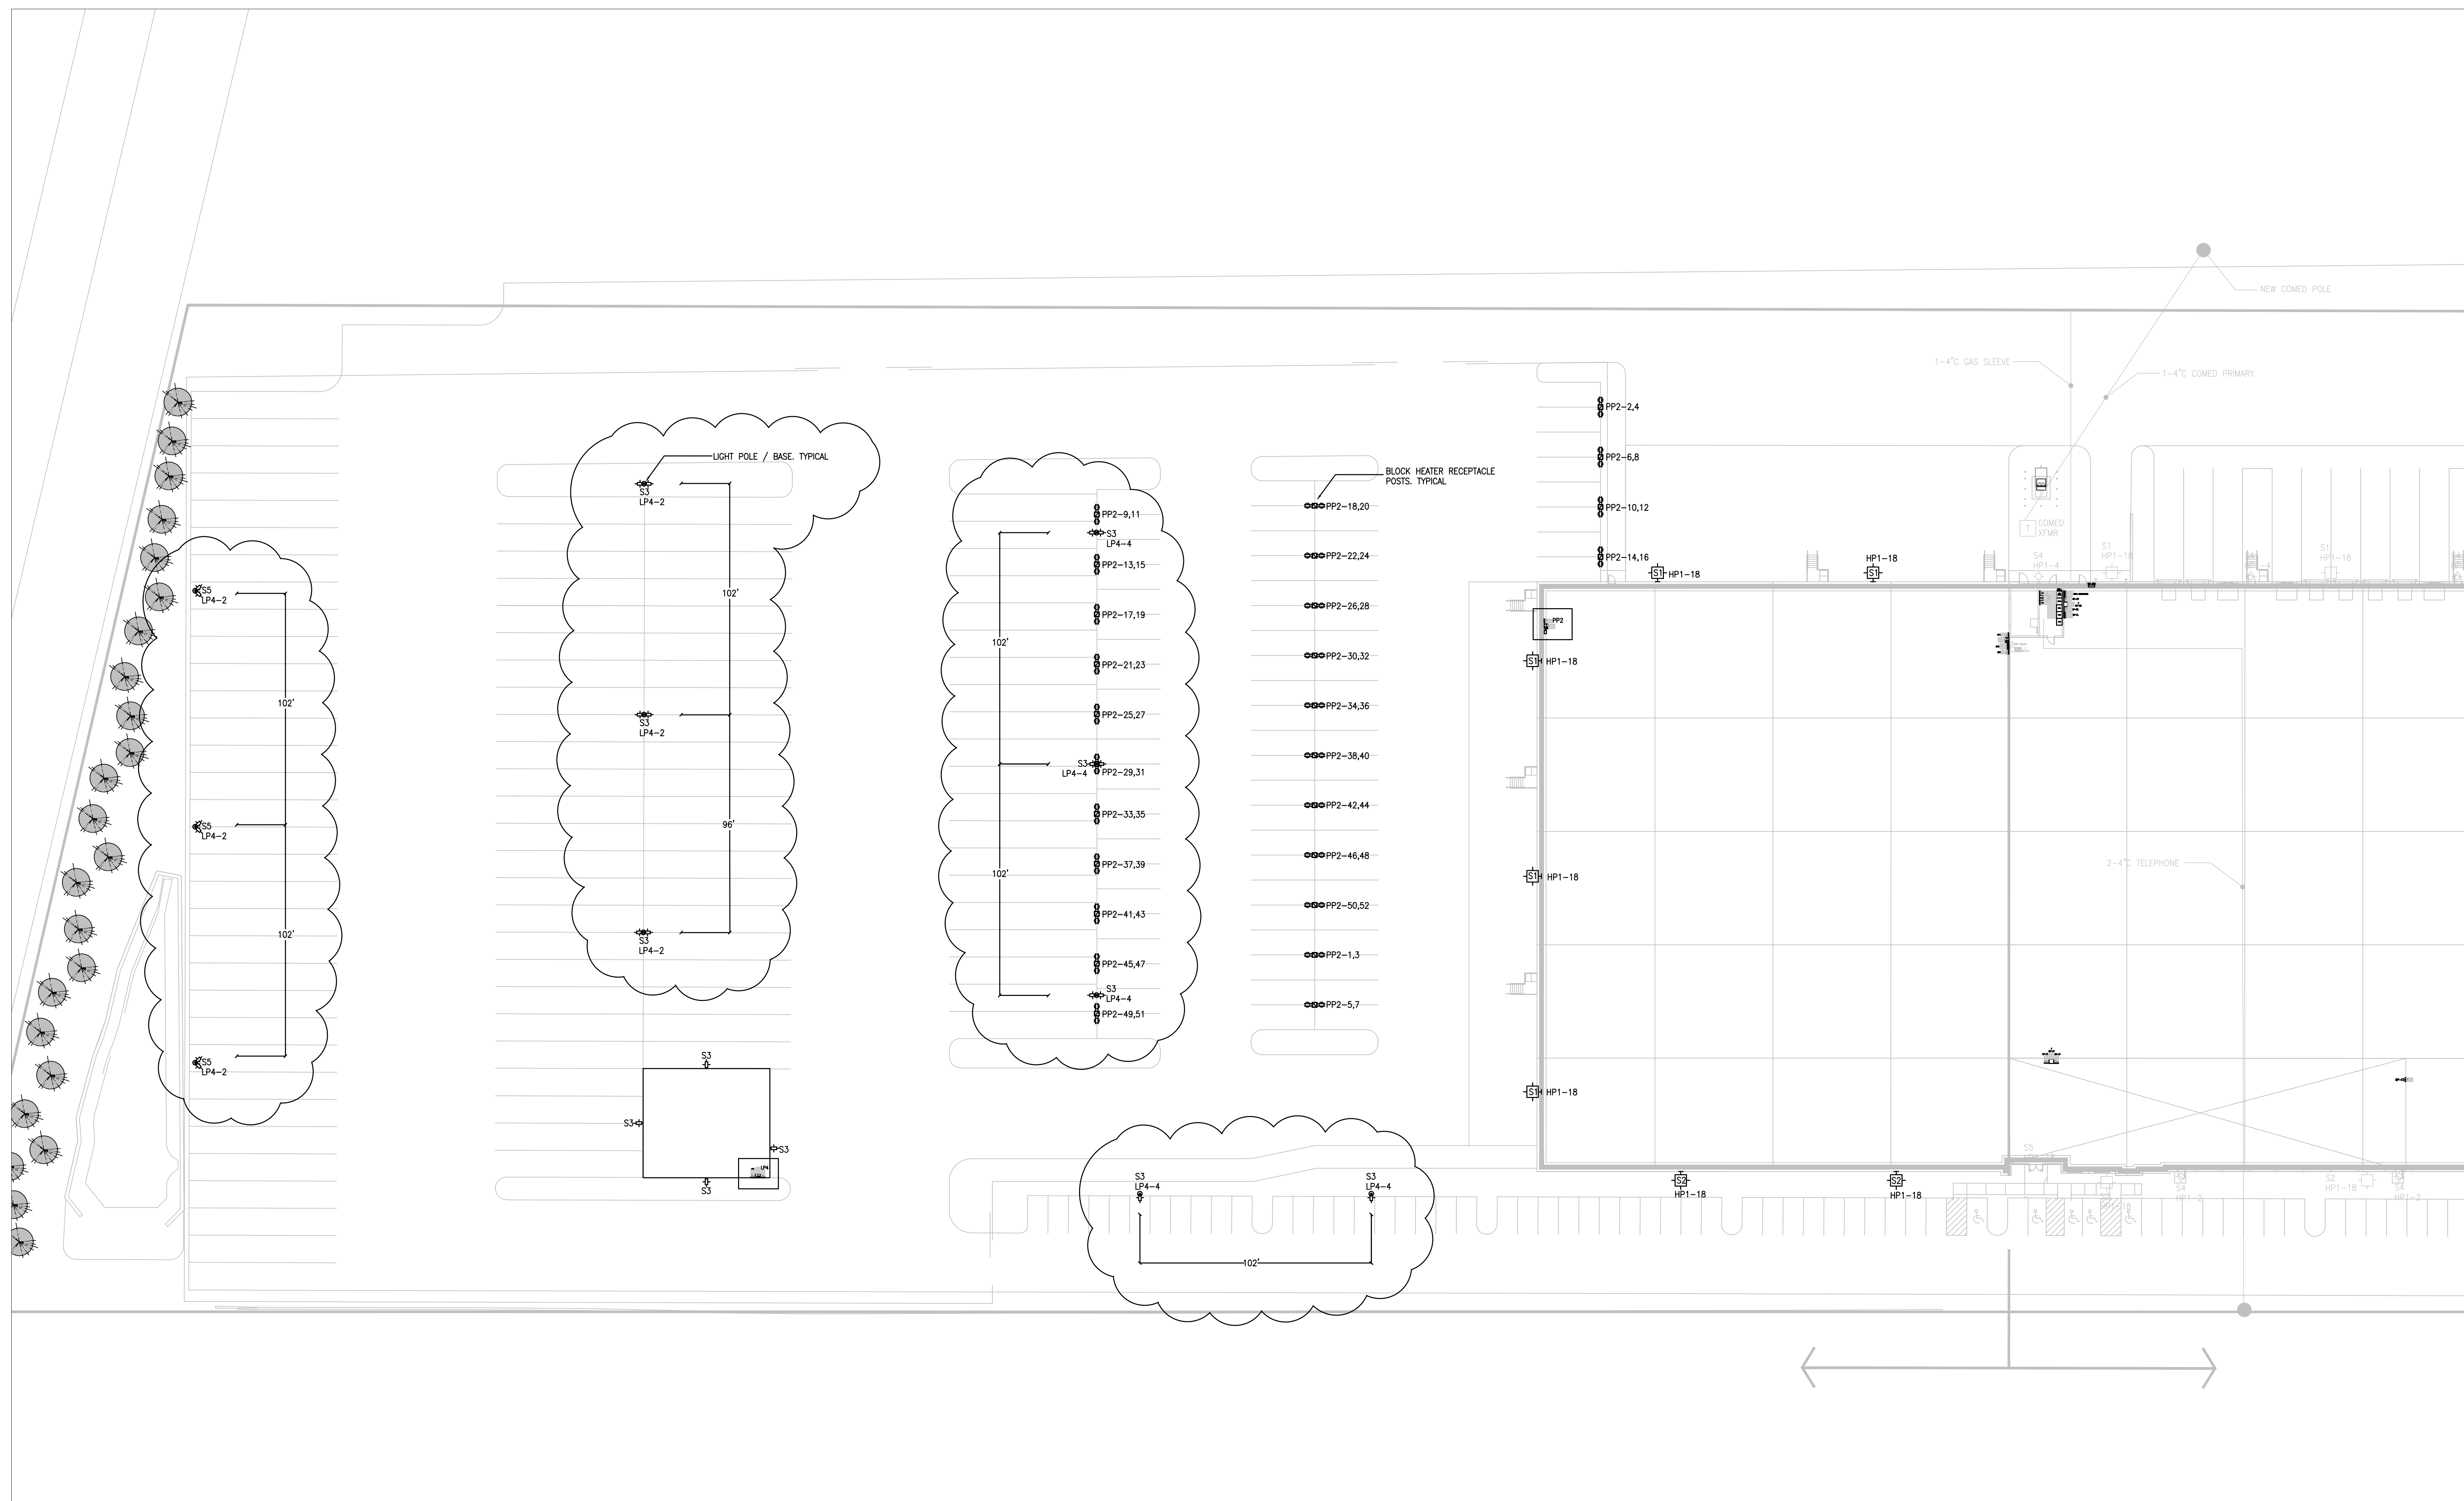 NEW COMED POLE
1-4"C GAS SLEEVE
1-4"C COMED PRIMARY
PP2-2,4
LIGHT POLE / BASE. TYPICAL
PP2-6,8
BLOCK HEATER RECEPTACLE
POSTS. TYPICAL
S3
LP4-2
PP2-18,20
PP2-10,12
PP2-9,11
S3
LP4-4
COMED
XFMR
T
PP2-22,24
PP2-14,16
PP2-13,15
HP1-18
S1
HP1-18
S1
S4
HP1-4
S1
HP1-18
S1
HP1-18
S5
LP4-2
102'
PP2-26,28
PP2-17,19
PP2
102'
PP2-30,32
PP2-21,23
S1 HP1-18
102'
PP2-34,36
PP2-25,27
S3
LP4-2
PP2-38,40
S3
LP4-4
PP2-29,31
PP2-42,44
PP2-33,35
96'
S5
LP4-2
PP2-46,48
PP2-37,39
2-4"C TELEPHONE
102'
S1 HP1-18
PP2-50,52
PP2-41,43
102'
S3
LP4-2
PP2-1,3
PP2-45,47
S3
LP4-4
PP2-5,7
PP2-49,51
S5
LP4-2
S3
S1 HP1-18
S3
S3
LP4
S3
S3
LP4-4
S3
LP4-4
S2
HP1-18
S2
HP1-18
S5
S4
HP1-2
S2
HP1-18
S4
HP1-2
102'